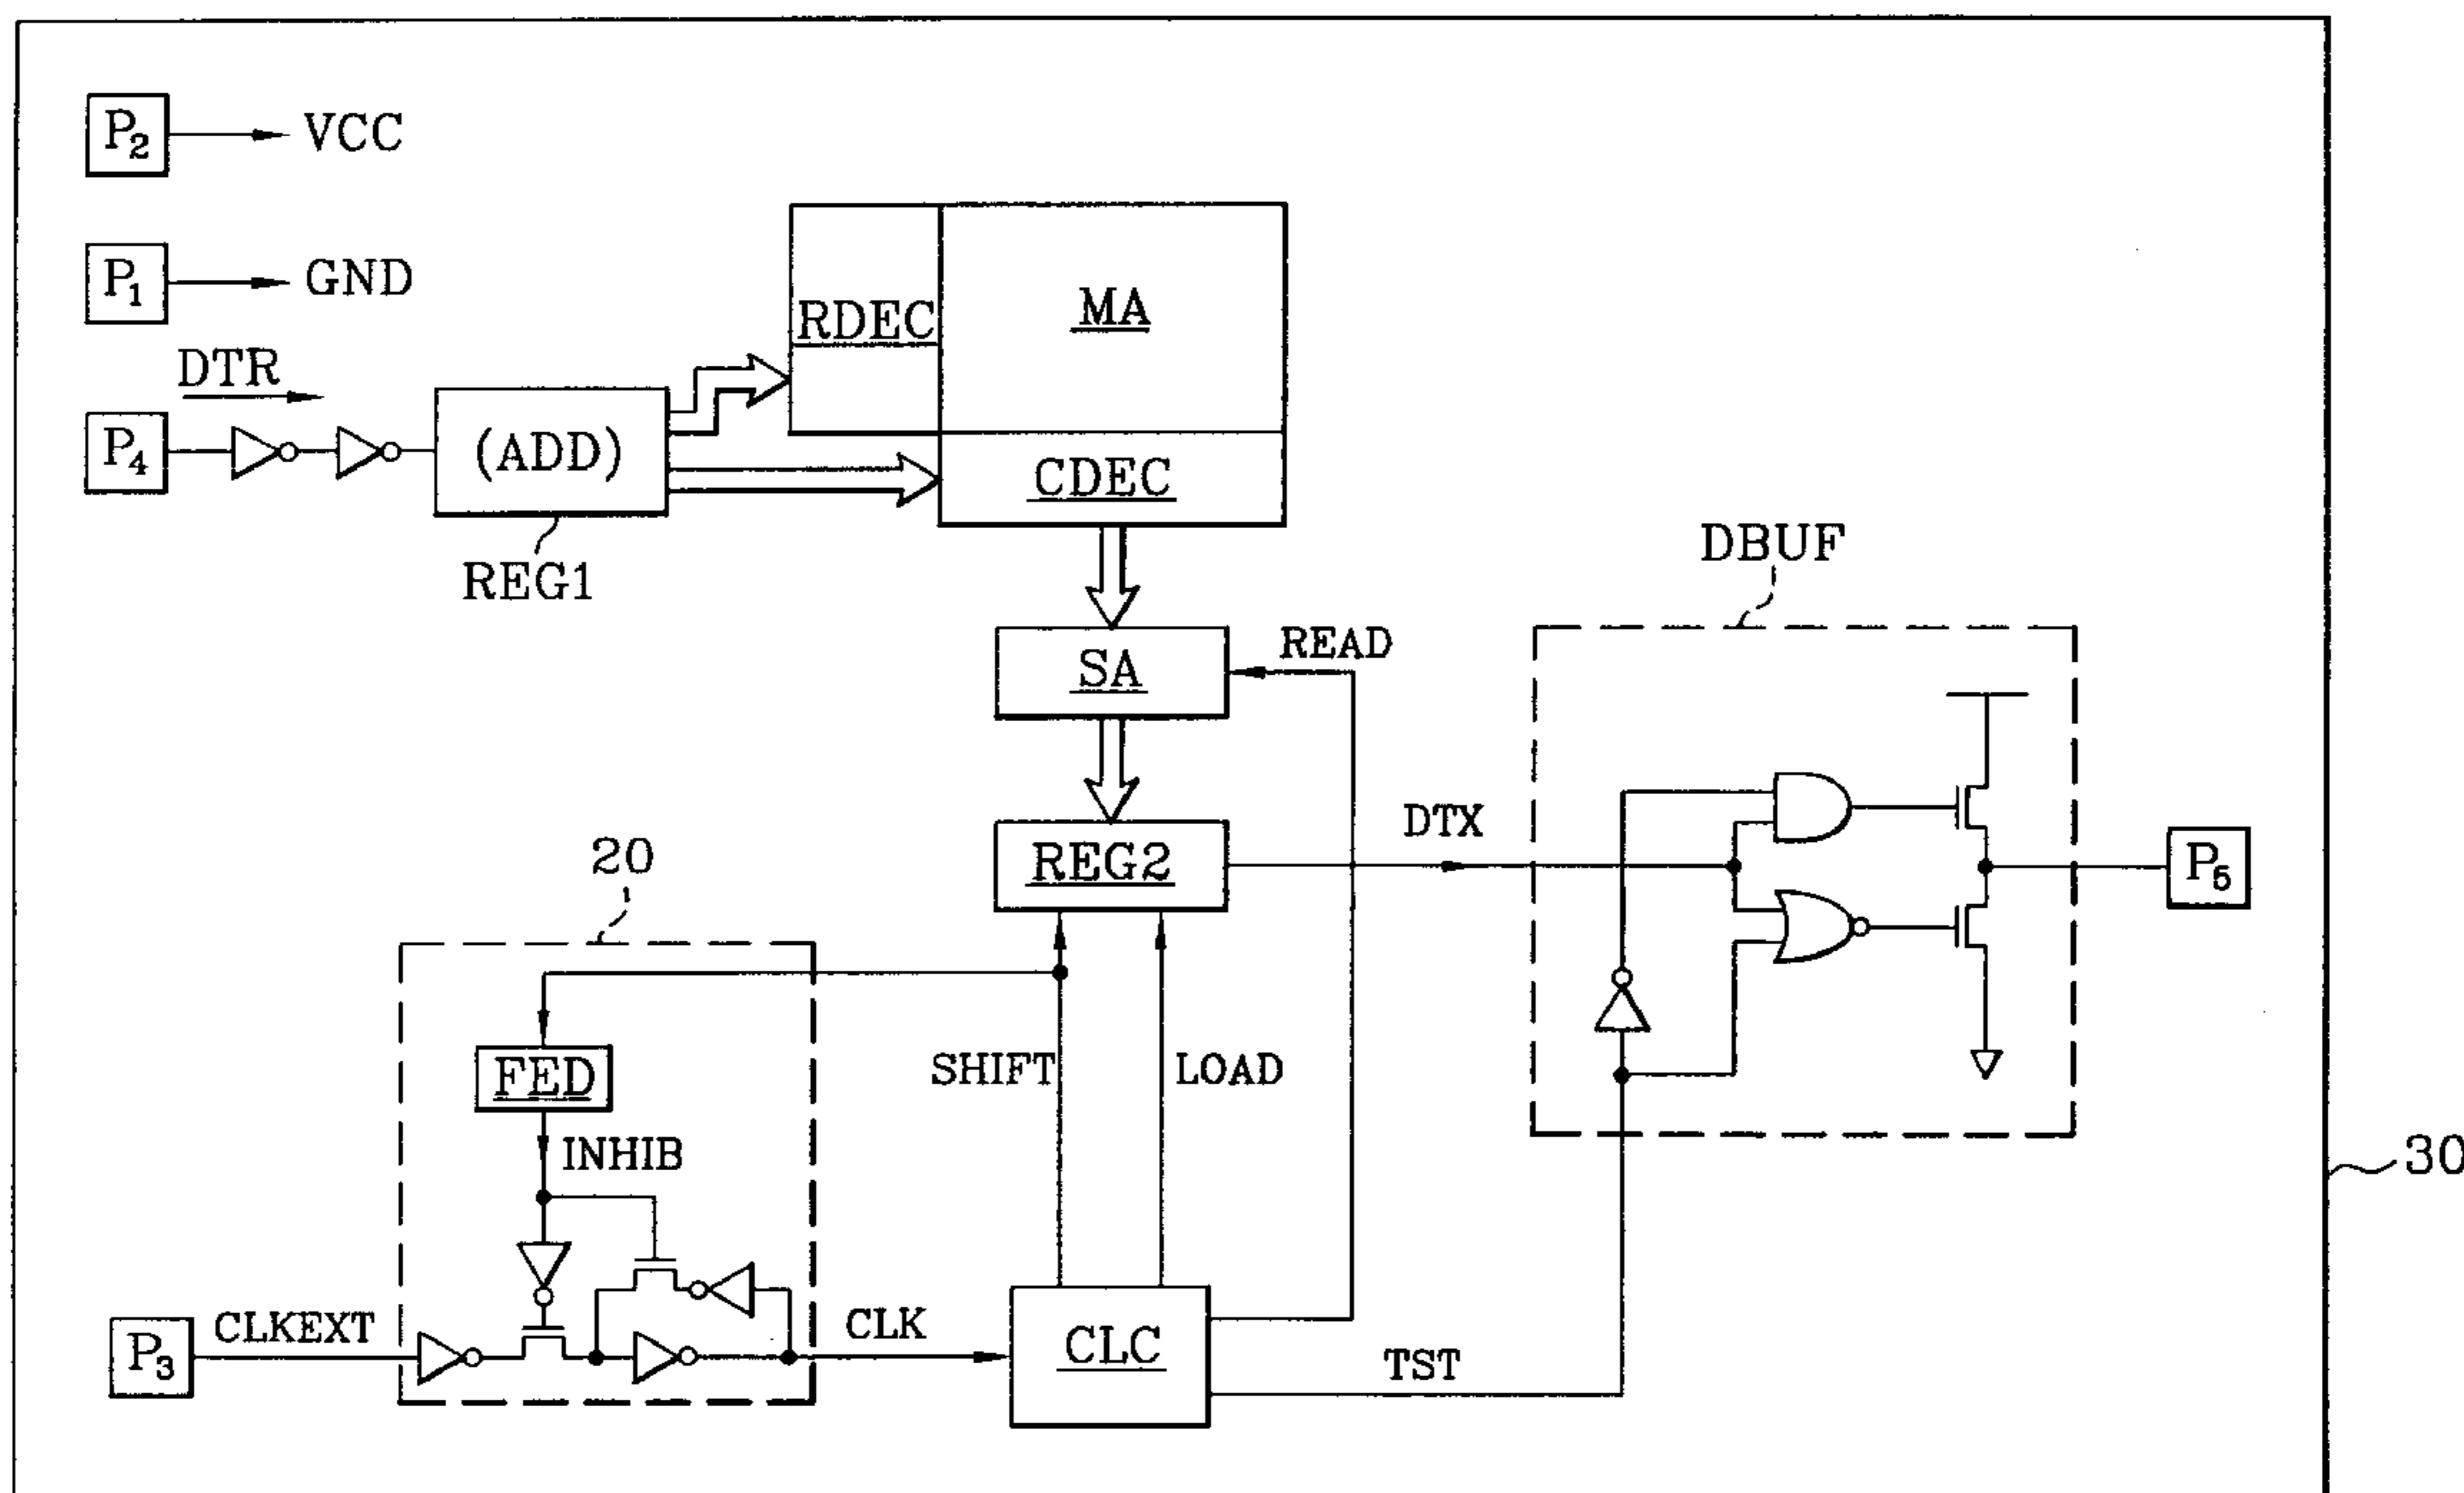 P2 VCC
P1 GND
DTR
P4 (ADD)
REG1
RDEC MA
CDEC
SA READ
REG2 DTX
DBUF
P5
20
FED
INHIB
SHIFT LOAD
P3 CLKEXT
CLK
CLC
TST
30